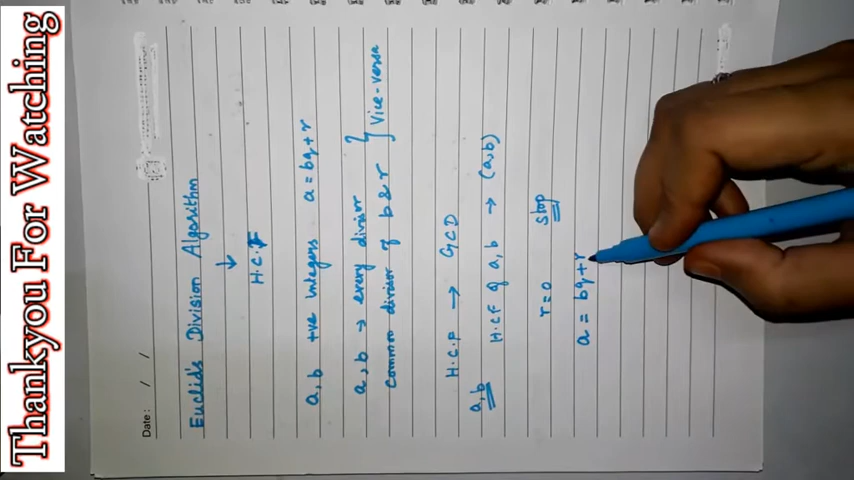 Thankyou For Watching
Date: / /
Euclid's Division Algorithm
↓
H.C.F
a, b +ve integers a = bq + r
a, b → every divisor
Common divisor of b & r } Vice-versa
H.C.F → GCD
a, b H.C.F of a, b → (a, b)
r = 0 stop
a = bq + r